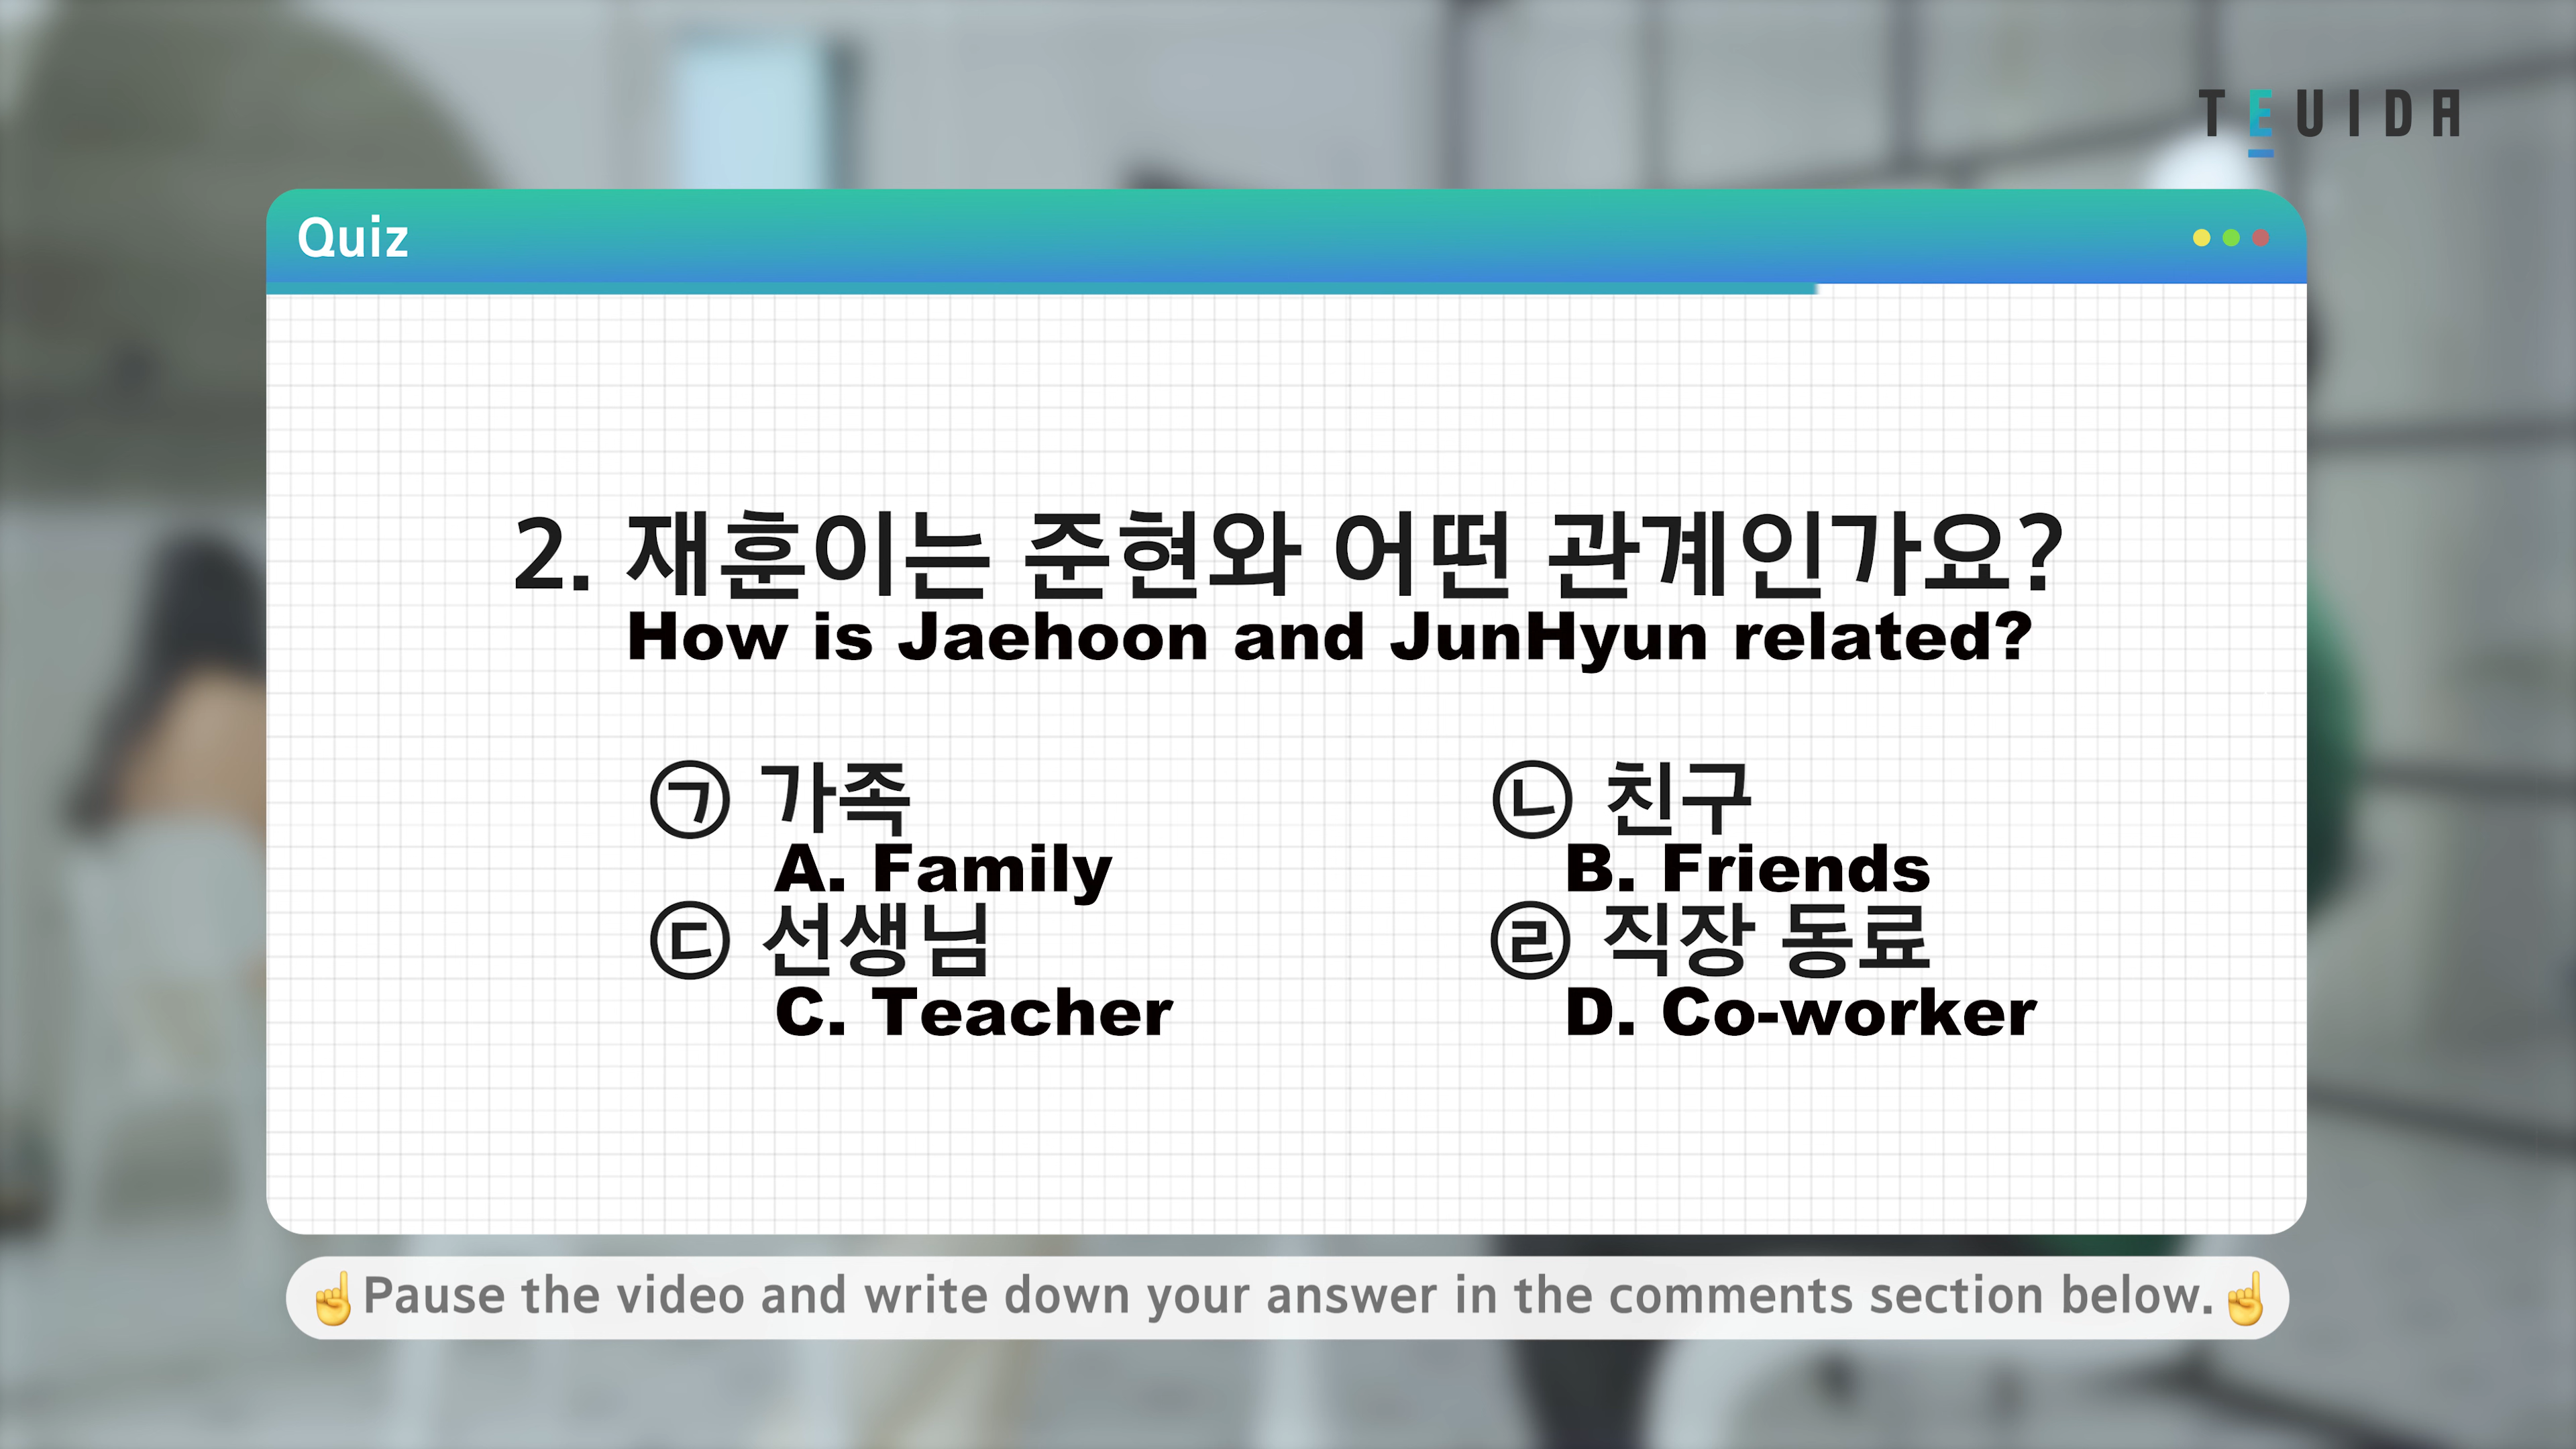 TEUIDA
Quiz
2. 재훈이는 준현와 어떤 관계인가요?
How is Jaehoon and JunHyun related?
㉠ 가족
A. Family
㉡ 친구
B. Friends
㉢ 선생님
C. Teacher
㉣ 직장 동료
D. Co-worker
☝Pause the video and write down your answer in the comments section below.☝